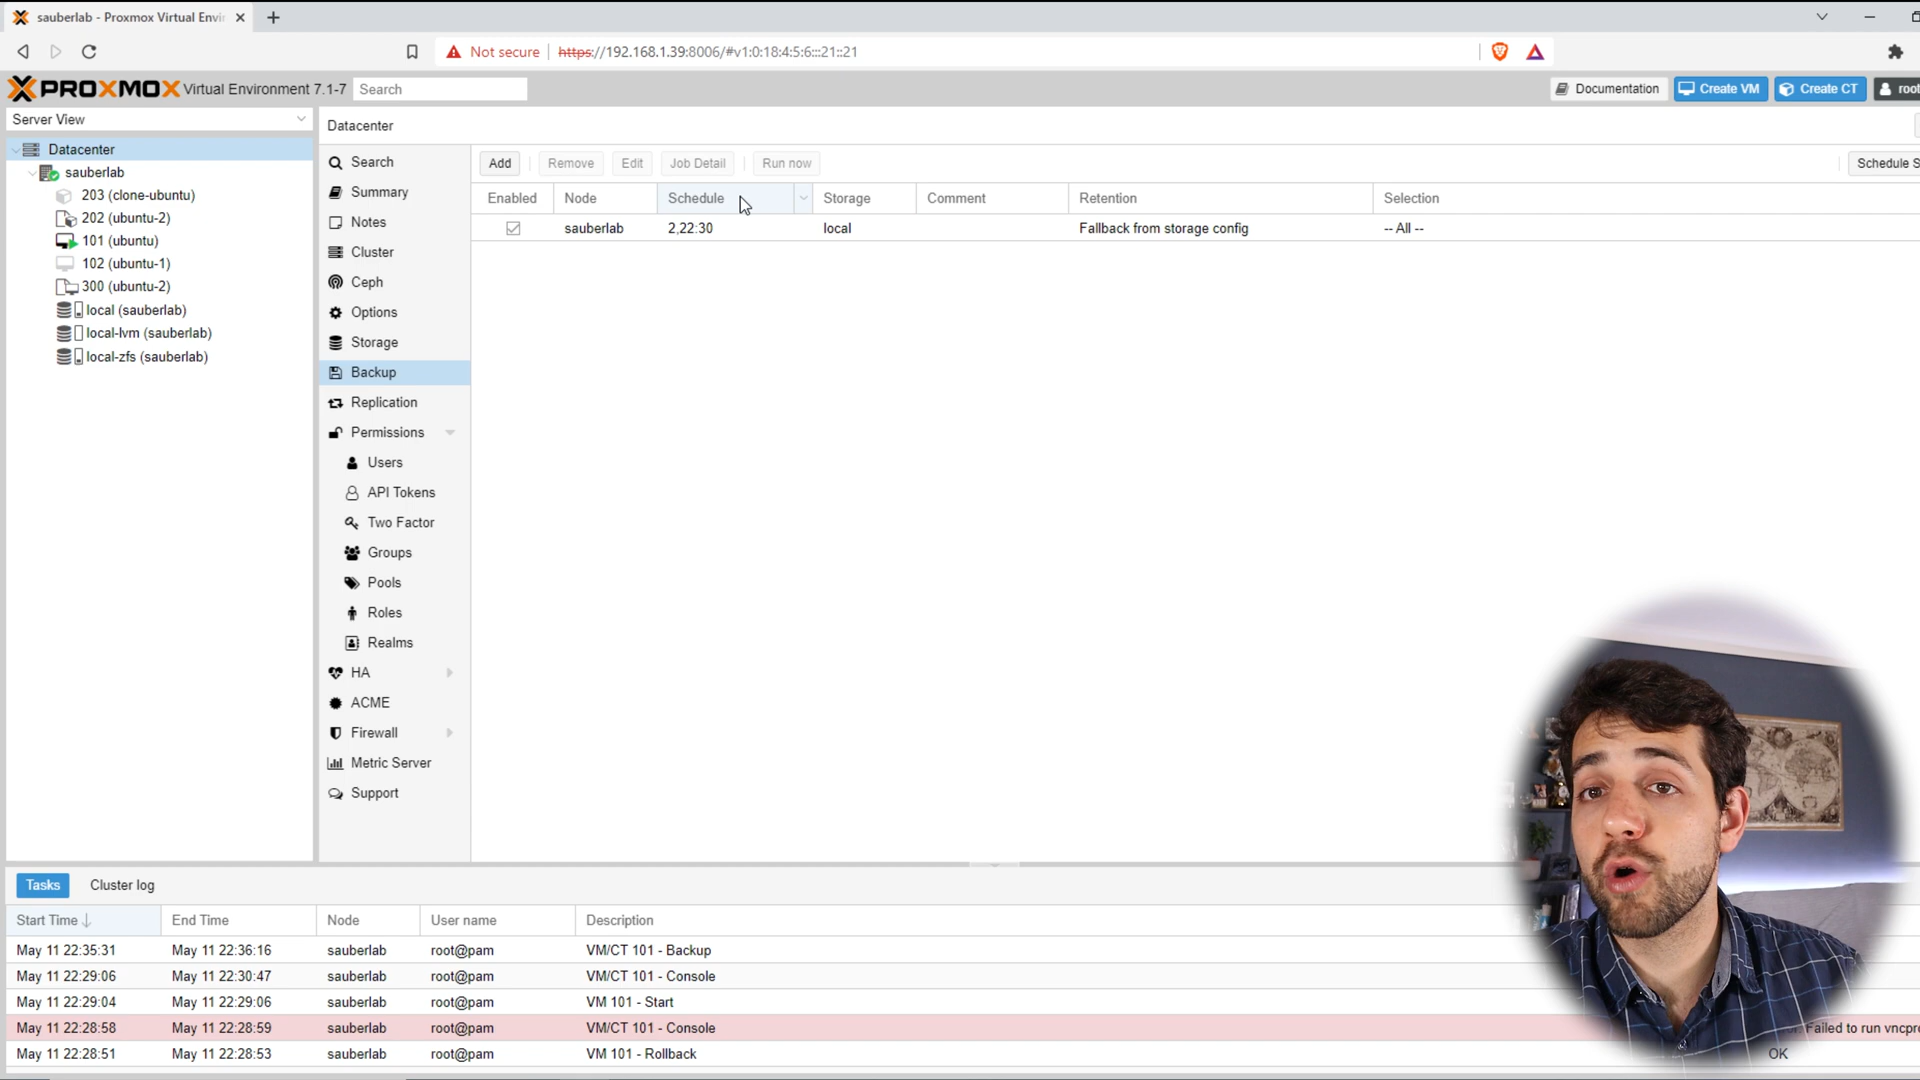 sauberlab - Proxmox Virtual Envir
Not secure https://192.168.1.39:8006/#v1:0:18:4:5:6:::21::21
PROXMOX Virtual Environment 7.1-7 Search Documentation Create VM Create CT root
Server View
Datacenter
sauberlab
203 (clone-ubuntu)
202 (ubuntu-2)
101 (ubuntu)
102 (ubuntu-1)
300 (ubuntu-2)
local (sauberlab)
local-lvm (sauberlab)
local-zfs (sauberlab)
Datacenter
Search
Summary
Notes
Cluster
Ceph
Options
Storage
Backup
Replication
Permissions
Users
API Tokens
Two Factor
Groups
Pools
Roles
Realms
HA
ACME
Firewall
Metric Server
Support
Add Remove Edit Job Detail Run now Schedule S
Enabled Node Schedule Storage Comment Retention Selection
sauberlab 2,22:30 local Fallback from storage config -- All --
Tasks Cluster log
Start Time End Time Node User name Description
May 11 22:35:31 May 11 22:36:16 sauberlab root@pam VM/CT 101 - Backup
May 11 22:29:06 May 11 22:30:47 sauberlab root@pam VM/CT 101 - Console
May 11 22:29:04 May 11 22:29:06 sauberlab root@pam VM 101 - Start
May 11 22:28:58 May 11 22:28:59 sauberlab root@pam VM/CT 101 - Console Failed to run vncpro
May 11 22:28:51 May 11 22:28:53 sauberlab root@pam VM 101 - Rollback OK